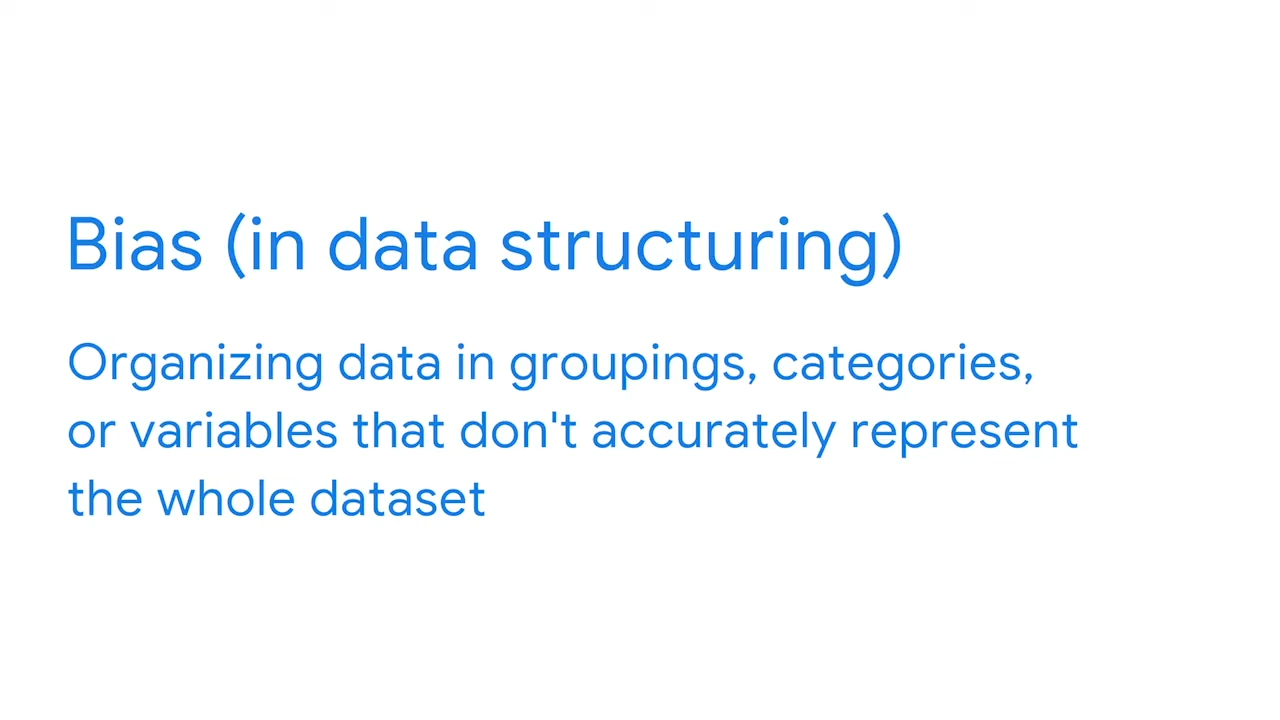 Bias (in data structuring)
Organizing data in groupings, categories,
or variables that don't accurately represent
the whole dataset